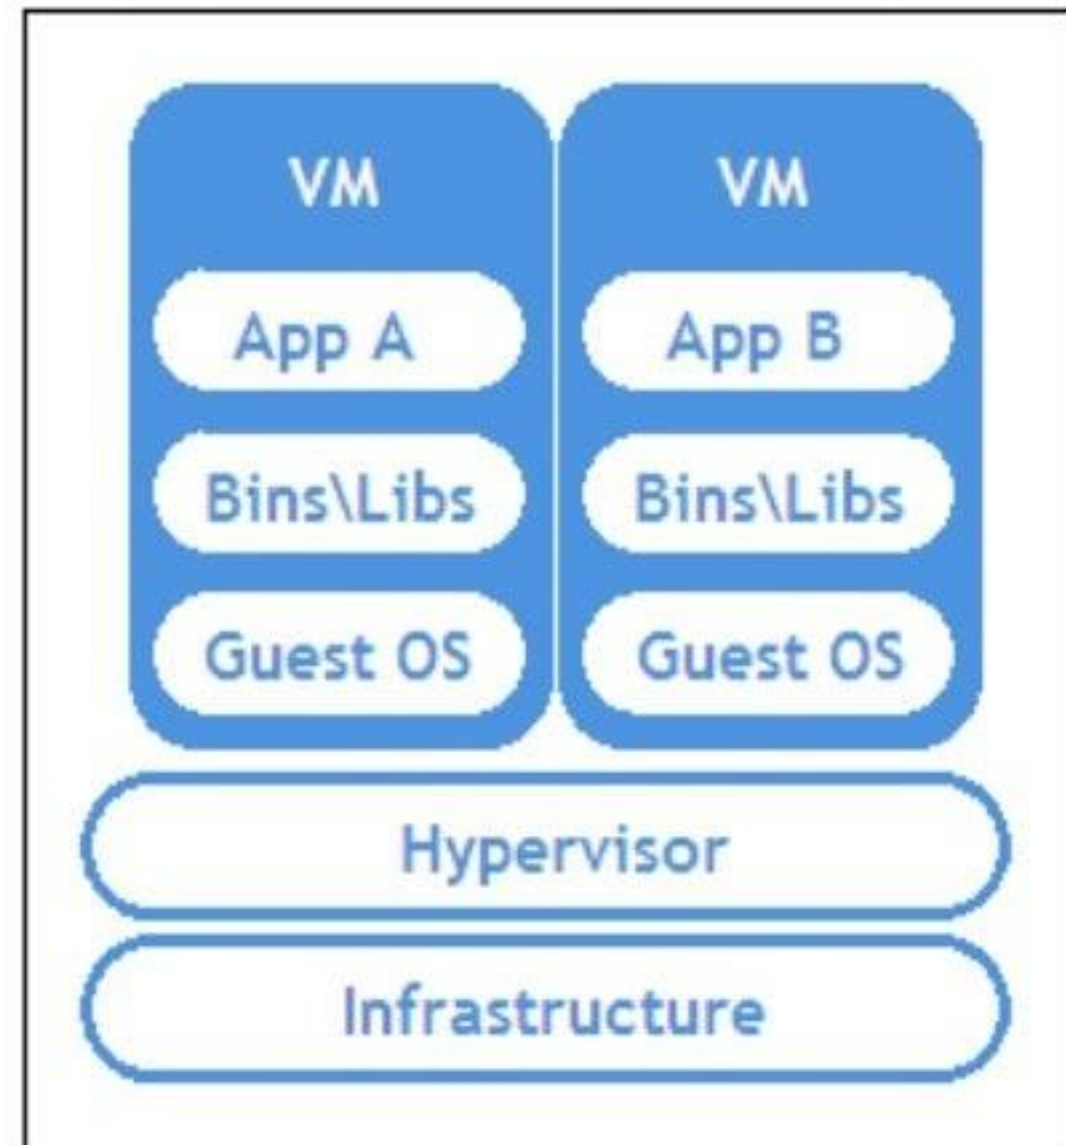 VM
App A
Bins\Libs
Guest OS
VM
App B
Bins\Libs
Guest OS
Hypervisor
Infrastructure